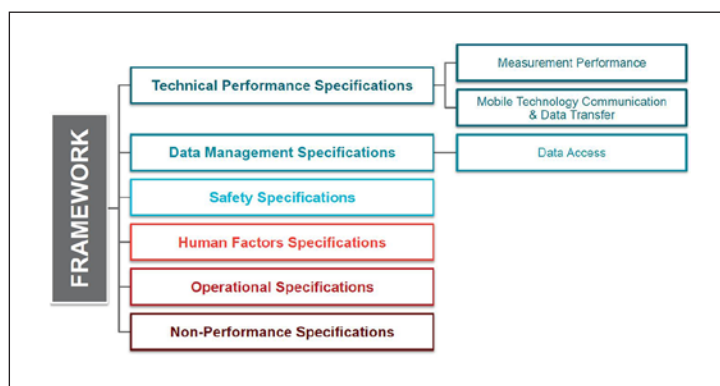 FRAMEWORK
Technical Performance Specifications
Measurement Performance
Mobile Technology Communication
& Data Transfer
Data Management Specifications
Data Access
Safety Specifications
Human Factors Specifications
Operational Specifications
Non-Performance Specifications